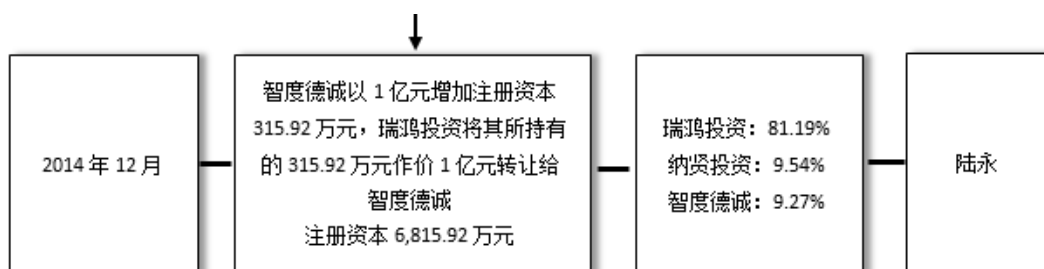 2014 年 12 月
智度德诚以 1 亿元增加注册资本
315.92 万元，瑞鸿投资将其所持有
的 315.92 万元作价 1 亿元转让给
智度德诚
注册资本 6,815.92 万元
瑞鸿投资：81.19%
纳贤投资：9.54%
智度德诚：9.27%
陆永